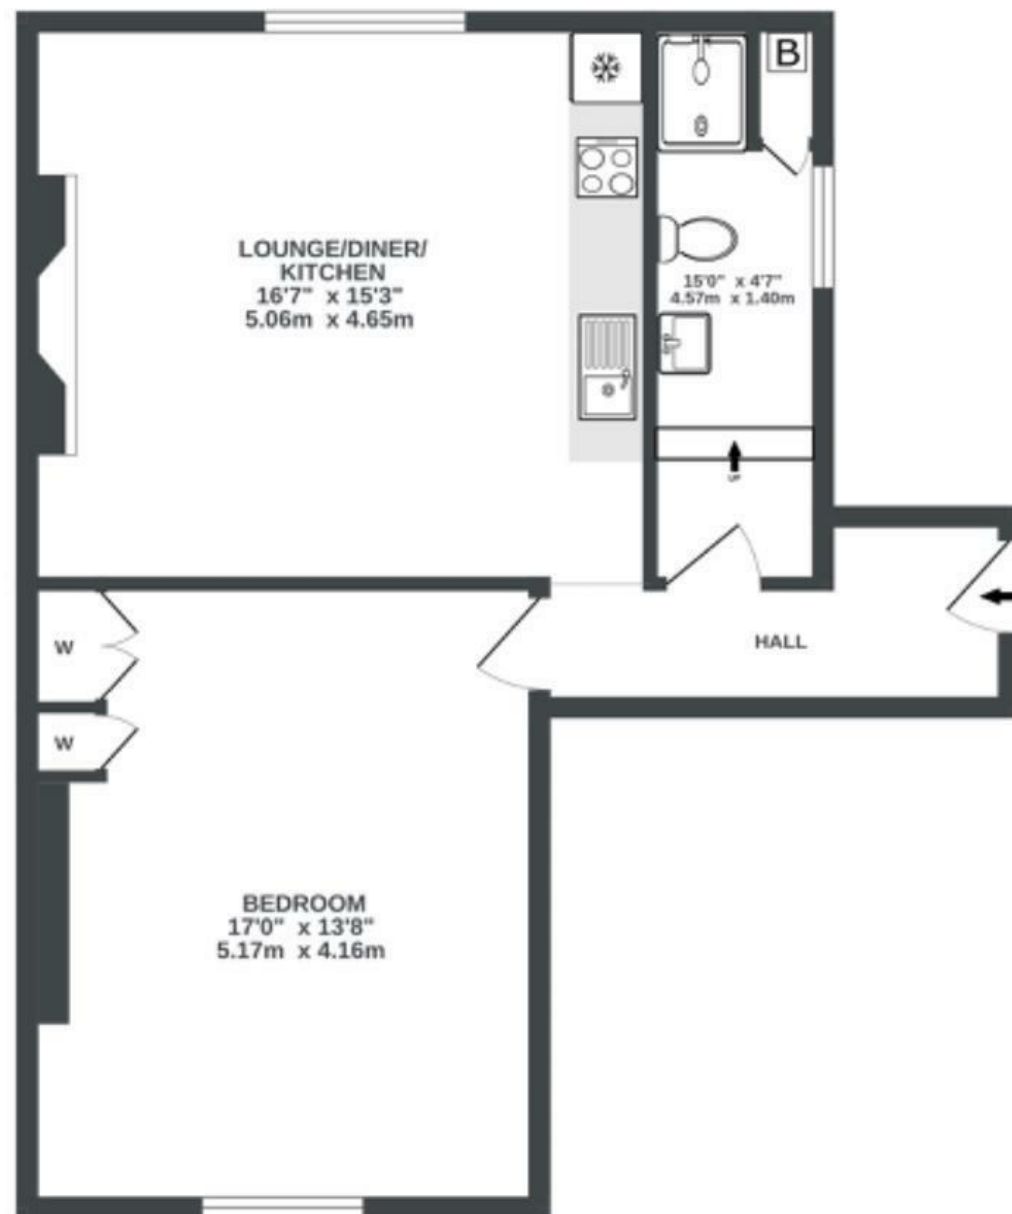 B
LOUNGE/DINER/
KITCHEN
16'7" x 15'3"
5.06m x 4.65m
15'0" x 4'7"
4.57m x 1.40m
UP
HALL
W
W
BEDROOM
17'0" x 13'8"
5.17m x 4.16m